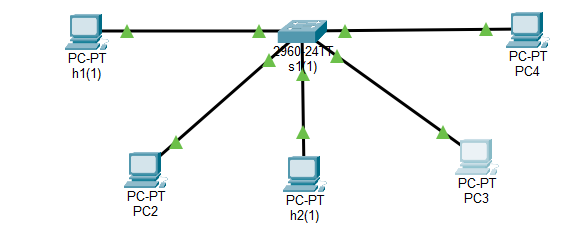 PC-PT
h1(1)
2960-24TT
s1(1)
PC-PT
PC4
PC-PT
PC2
PC-PT
h2(1)
PC-PT
PC3